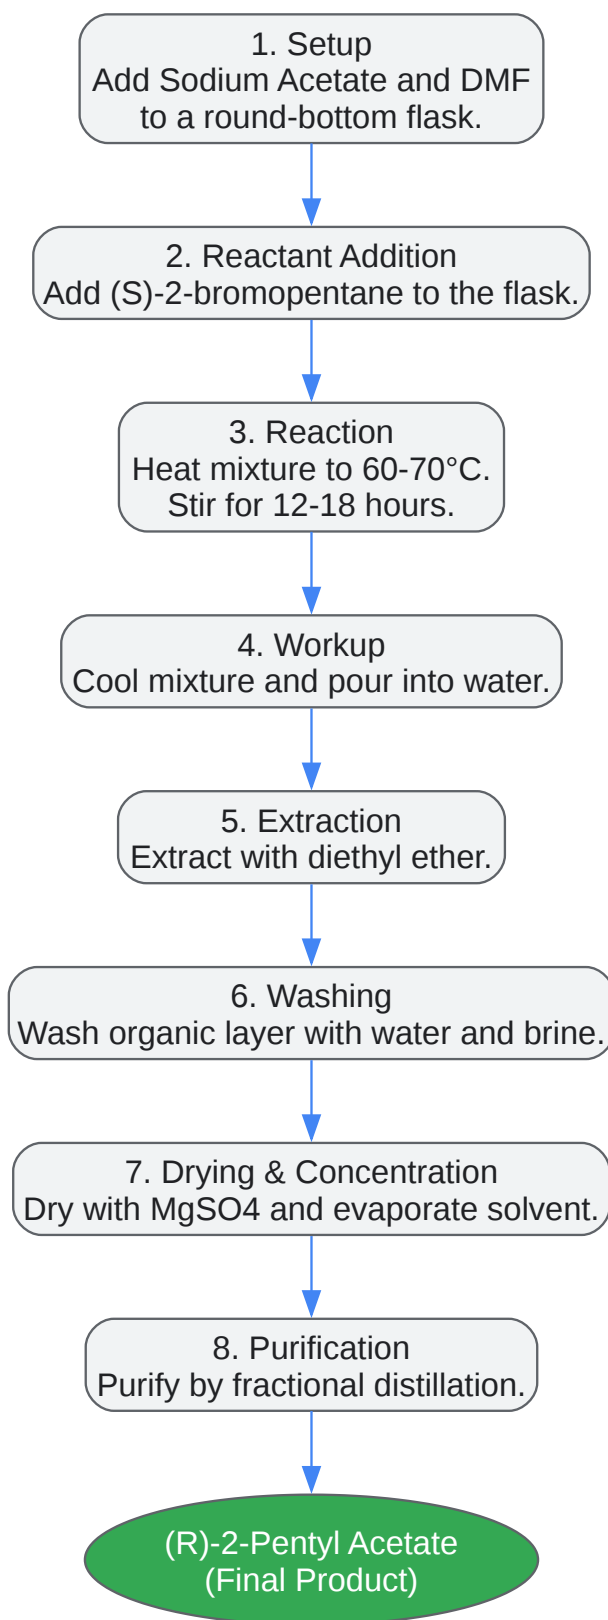 1. Setup
Add Sodium Acetate and DMF
to a round-bottom flask.
2. Reactant Addition
Add (S)-2-bromopentane to the flask.
3. Reaction
Heat mixture to 60-70°C.
Stir for 12-18 hours.
4. Workup
Cool mixture and pour into water.
5. Extraction
Extract with diethyl ether.
6. Washing
Wash organic layer with water and brine.
7. Drying & Concentration
Dry with MgSO4 and evaporate solvent.
8. Purification
Purify by fractional distillation.
(R)-2-Pentyl Acetate
(Final Product)